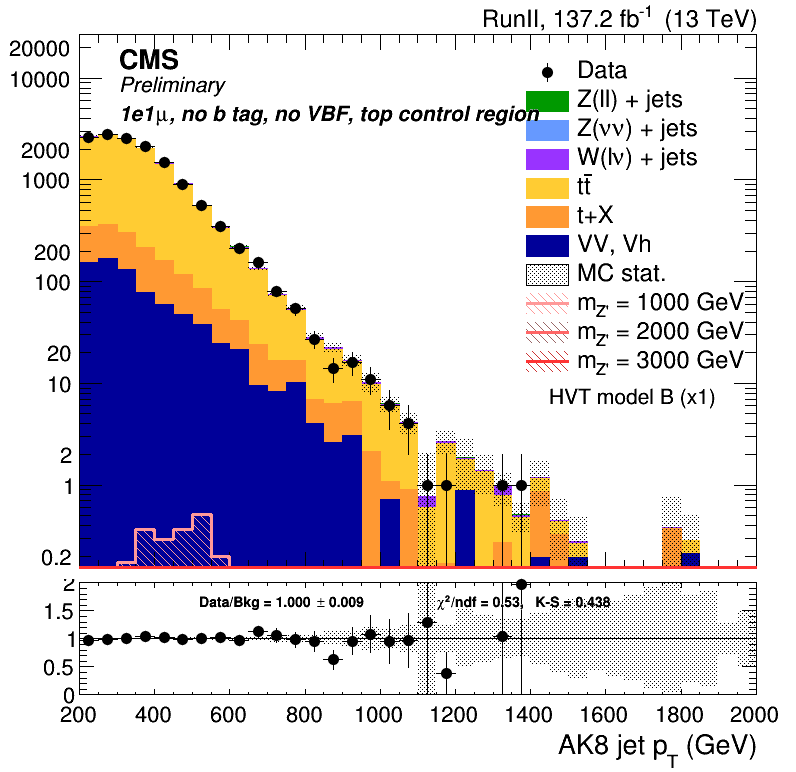 RunII, 137.2 fb⁻¹ (13 TeV)
CMS
Preliminary
1e1μ, no b tag, no VBF, top control region
Data
Z(ll) + jets
Z(νν) + jets
W(lν) + jets
tt̄
t+X
VV, Vh
MC stat.
m_Z' = 1000 GeV
m_Z' = 2000 GeV
m_Z' = 3000 GeV
HVT model B (x1)
20000
10000
2000
1000
200
100
20
10
2
1
0.2
Data/Bkg = 1.000 ± 0.009
χ²/ndf = 0.53, K-S = 0.438
2
1.5
1
0.5
0
200 400 600 800 1000 1200 1400 1600 1800 2000
AK8 jet p_T (GeV)